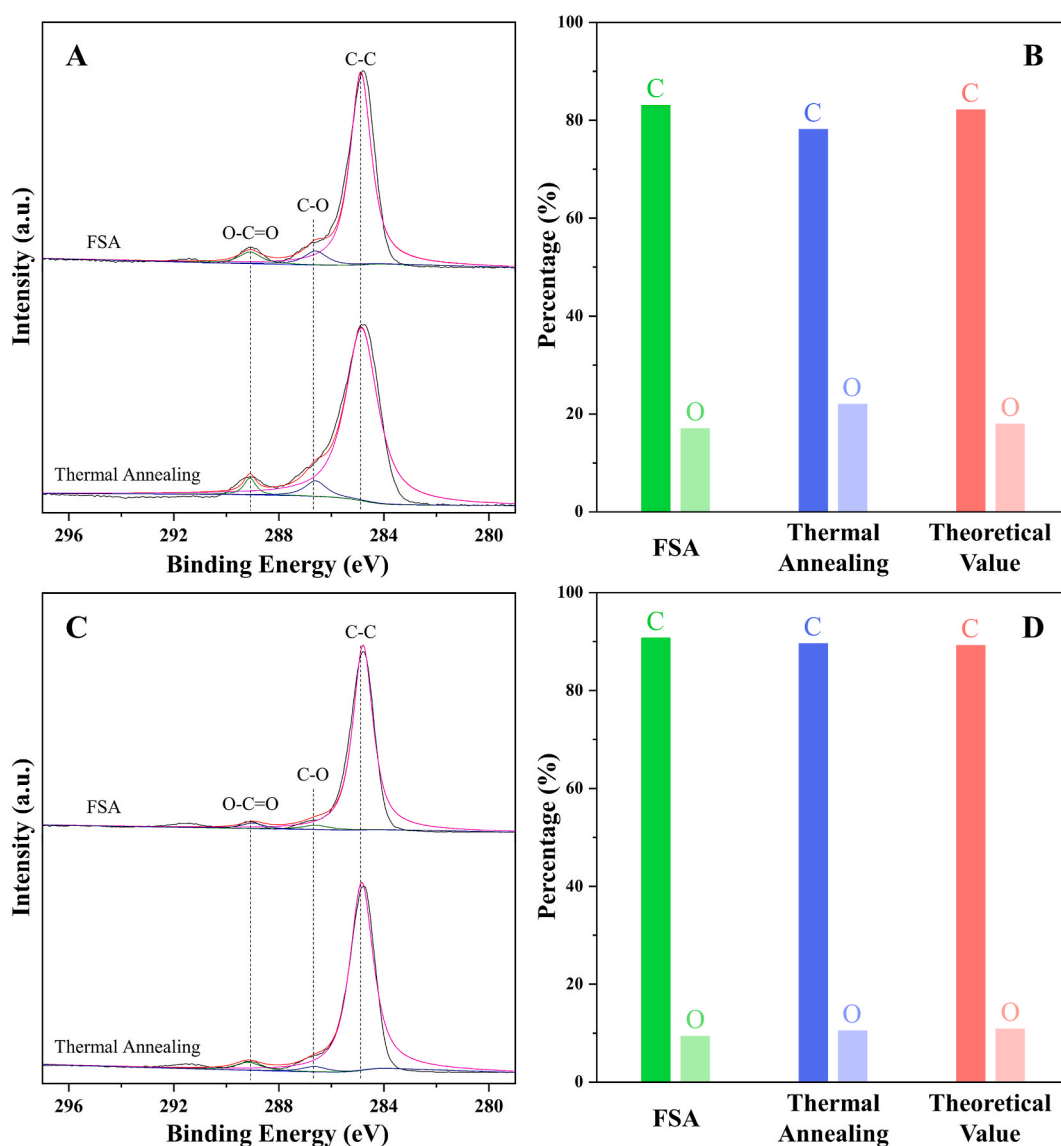 A
C-C
C-O
O-C=O
FSA
Thermal Annealing
Intensity (a.u.)
296 292 288 284 280
Binding Energy (eV)
B
100
80
60
40
20
0
Percentage (%)
C O C O C O
FSA
Thermal Annealing
Theoretical Value
C
C-C
C-O
O-C=O
FSA
Thermal Annealing
Intensity (a.u.)
296 292 288 284 280
Binding Energy (eV)
D
100
80
60
40
20
0
Percentage (%)
C O C O C O
FSA
Thermal Annealing
Theoretical Value